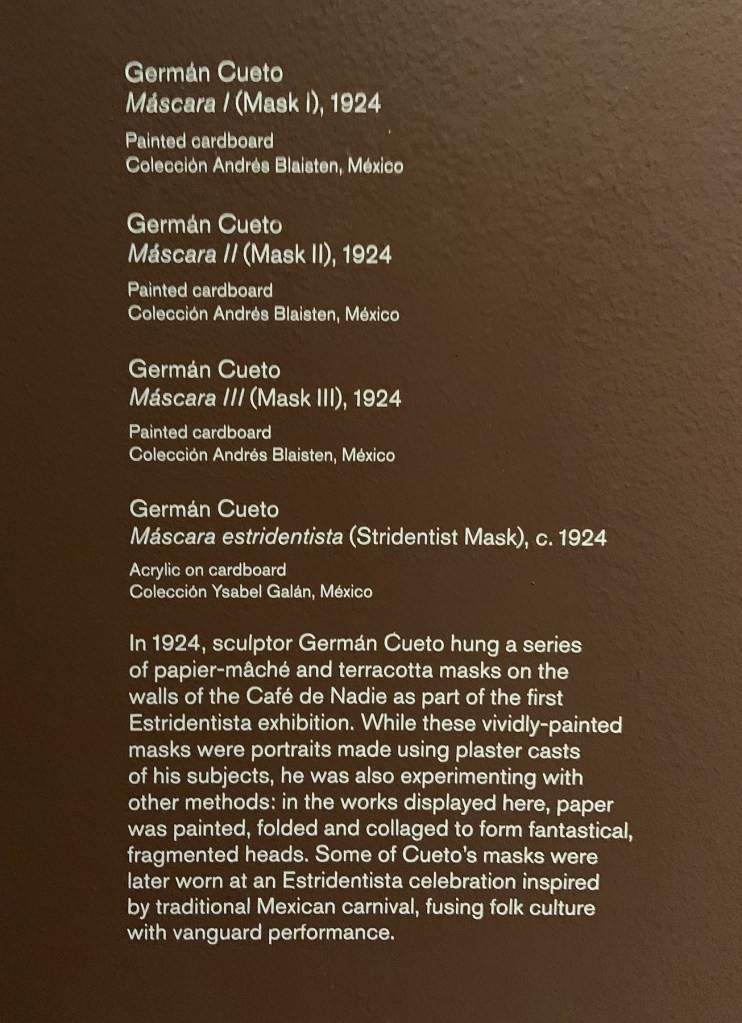 Germán Cueto
Máscara I (Mask I), 1924
Painted cardboard
Colección Andrés Blaisten, México
Germán Cueto
Máscara II (Mask II), 1924
Painted cardboard
Colección Andrés Blaisten, México
Germán Cueto
Máscara III (Mask III), 1924
Painted cardboard
Colección Andrés Blaisten, México
Germán Cueto
Máscara estridentista (Stridentist Mask), c. 1924
Acrylic on cardboard
Colección Ysabel Galán, México
In 1924, sculptor Germán Cueto hung a series
of papier-mâché and terracotta masks on the
walls of the Café de Nadie as part of the first
Estridentista exhibition. While these vividly-painted
masks were portraits made using plaster casts
of his subjects, he was also experimenting with
other methods: in the works displayed here, paper
was painted, folded and collaged to form fantastical,
fragmented heads. Some of Cueto's masks were
later worn at an Estridentista celebration inspired
by traditional Mexican carnival, fusing folk culture
with vanguard performance.